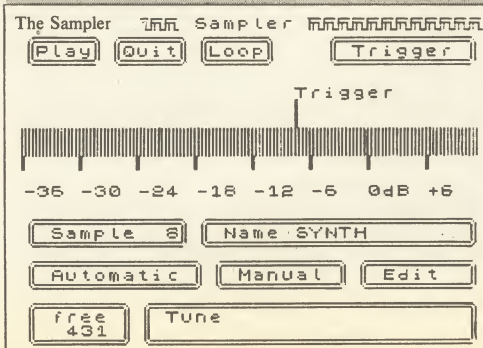 The Sampler Sampler
Play Quit Loop Trigger
Trigger
-36 -30 -24 -18 -12 -6 0dB +6
Sample 8 Name SYNTH
Automatic Manual Edit
free Tune
431